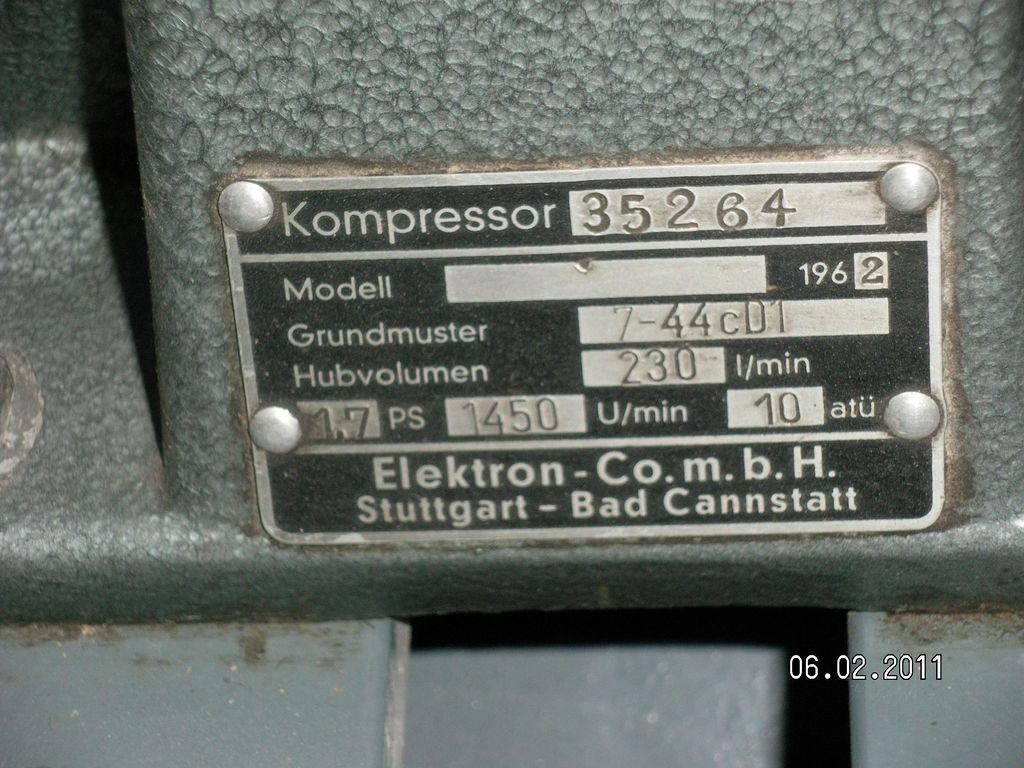 Kompressor 35264
Modell 1962
Grundmuster 7-44cD1
Hubvolumen 230 l/min
1,7 PS 1450 U/min 10 atü
Elektron-Co.m.b.H.
Stuttgart - Bad Cannstatt
06.02.2011